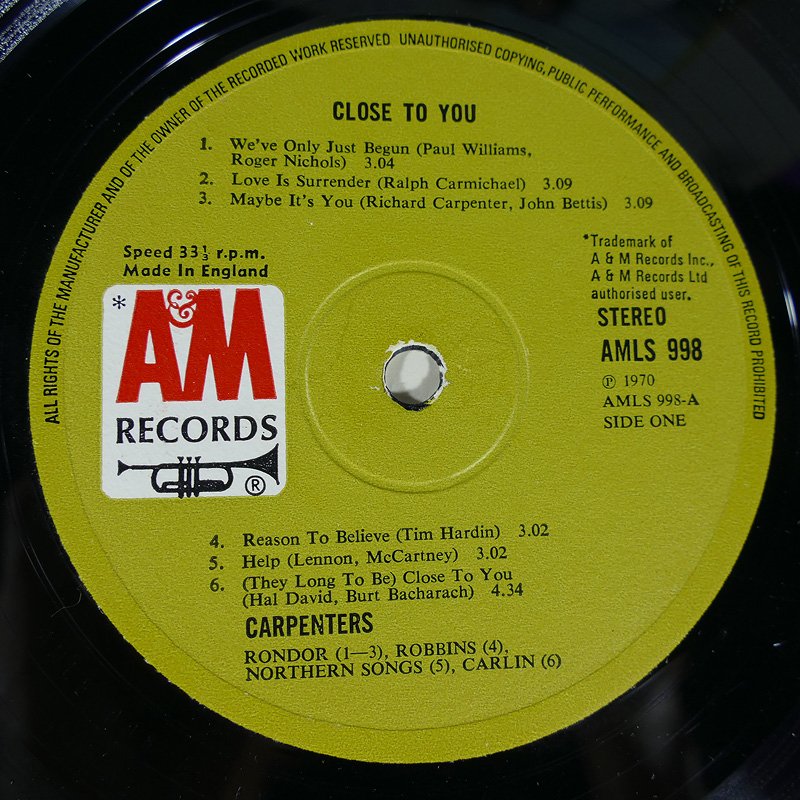 ALL RIGHTS OF THE MANUFACTURER AND OF THE OWNER OF THE RECORDED WORK RESERVED UNAUTHORISED COPYING, PUBLIC PERFORMANCE AND BROADCASTING OF THIS RECORD PROHIBITED
CLOSE TO YOU
1. We've Only Just Begun (Paul Williams,
Roger Nichols) 3.04
2. Love Is Surrender (Ralph Carmichael) 3.09
3. Maybe It's You (Richard Carpenter, John Bettis) 3.09
Speed 33⅓ r.p.m.
Made In England
* A&M
RECORDS
®
*Trademark of
A & M Records Inc.,
A & M Records Ltd
authorised user.
STEREO
AMLS 998
℗ 1970
AMLS 998-A
SIDE ONE
4. Reason To Believe (Tim Hardin) 3.02
5. Help (Lennon, McCartney) 3.02
6. (They Long To Be) Close To You
(Hal David, Burt Bacharach) 4.34
CARPENTERS
RONDOR (1—3), ROBBINS (4),
NORTHERN SONGS (5), CARLIN (6)